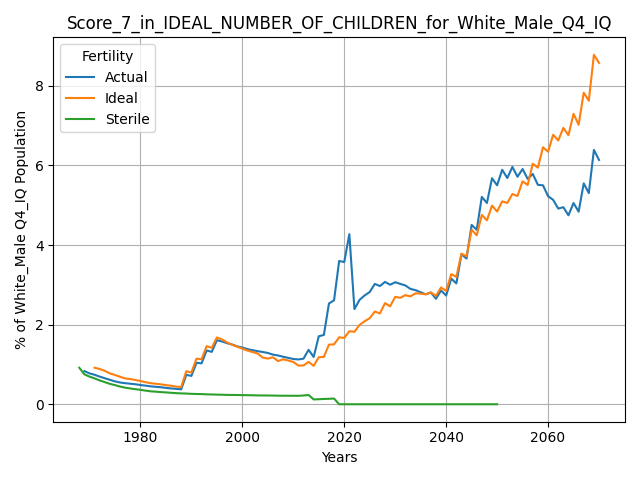 Score_7_in_IDEAL_NUMBER_OF_CHILDREN_for_White_Male_Q4_IQ
Fertility
Actual
Ideal
Sterile
% of White_Male Q4_IQ Population
8
6
4
2
0
1980 2000 2020 2040 2060
Years